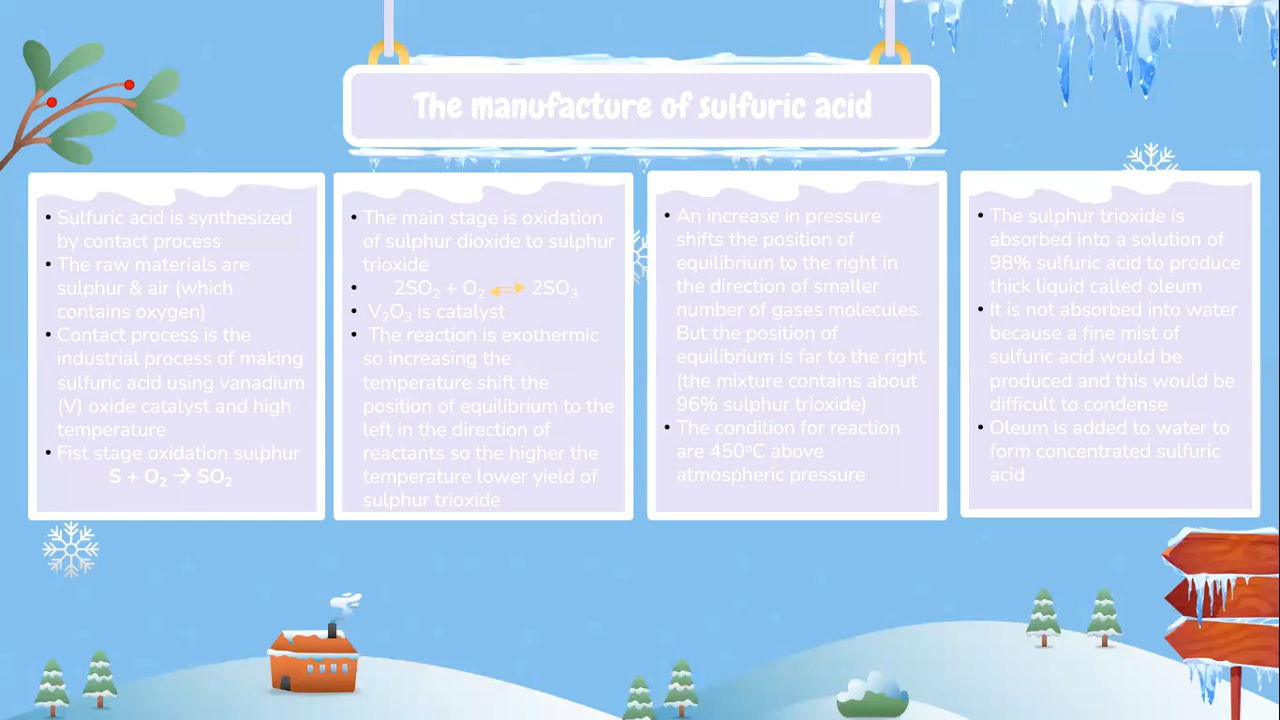 The manufacture of sulfuric acid
• Sulfuric acid is synthesized
by contact process
• The raw materials are
sulphur & air (which
contains oxygen)
• Contact process is the
industrial process of making
sulfuric acid using vanadium
(V) oxide catalyst and high
temperature
• Fist stage oxidation sulphur
S + O₂ → SO₂
• The main stage is oxidation
of sulphur dioxide to sulphur
trioxide
• 2SO₂ + O₂ ⟷ 2SO₃
• V₂O₃ is catalyst
• The reaction is exothermic
so increasing the
temperature shift the
position of equilibrium to the
left in the direction of
reactants so the higher the
temperature lower yield of
sulphur trioxide
• An increase in pressure
shifts the position of
equilibrium to the right in
the direction of smaller
number of gases molecules.
But the position of
equilibrium is far to the right
(the mixture contains about
96% sulphur trioxide)
• The condition for reaction
are 450ºC above
atmospheric pressure
• The sulphur trioxide is
absorbed into a solution of
98% sulfuric acid to produce
thick liquid called oleum
• It is not absorbed into water
because a fine mist of
sulfuric acid would be
produced and this would be
difficult to condense
• Oleum is added to water to
form concentrated sulfuric
acid